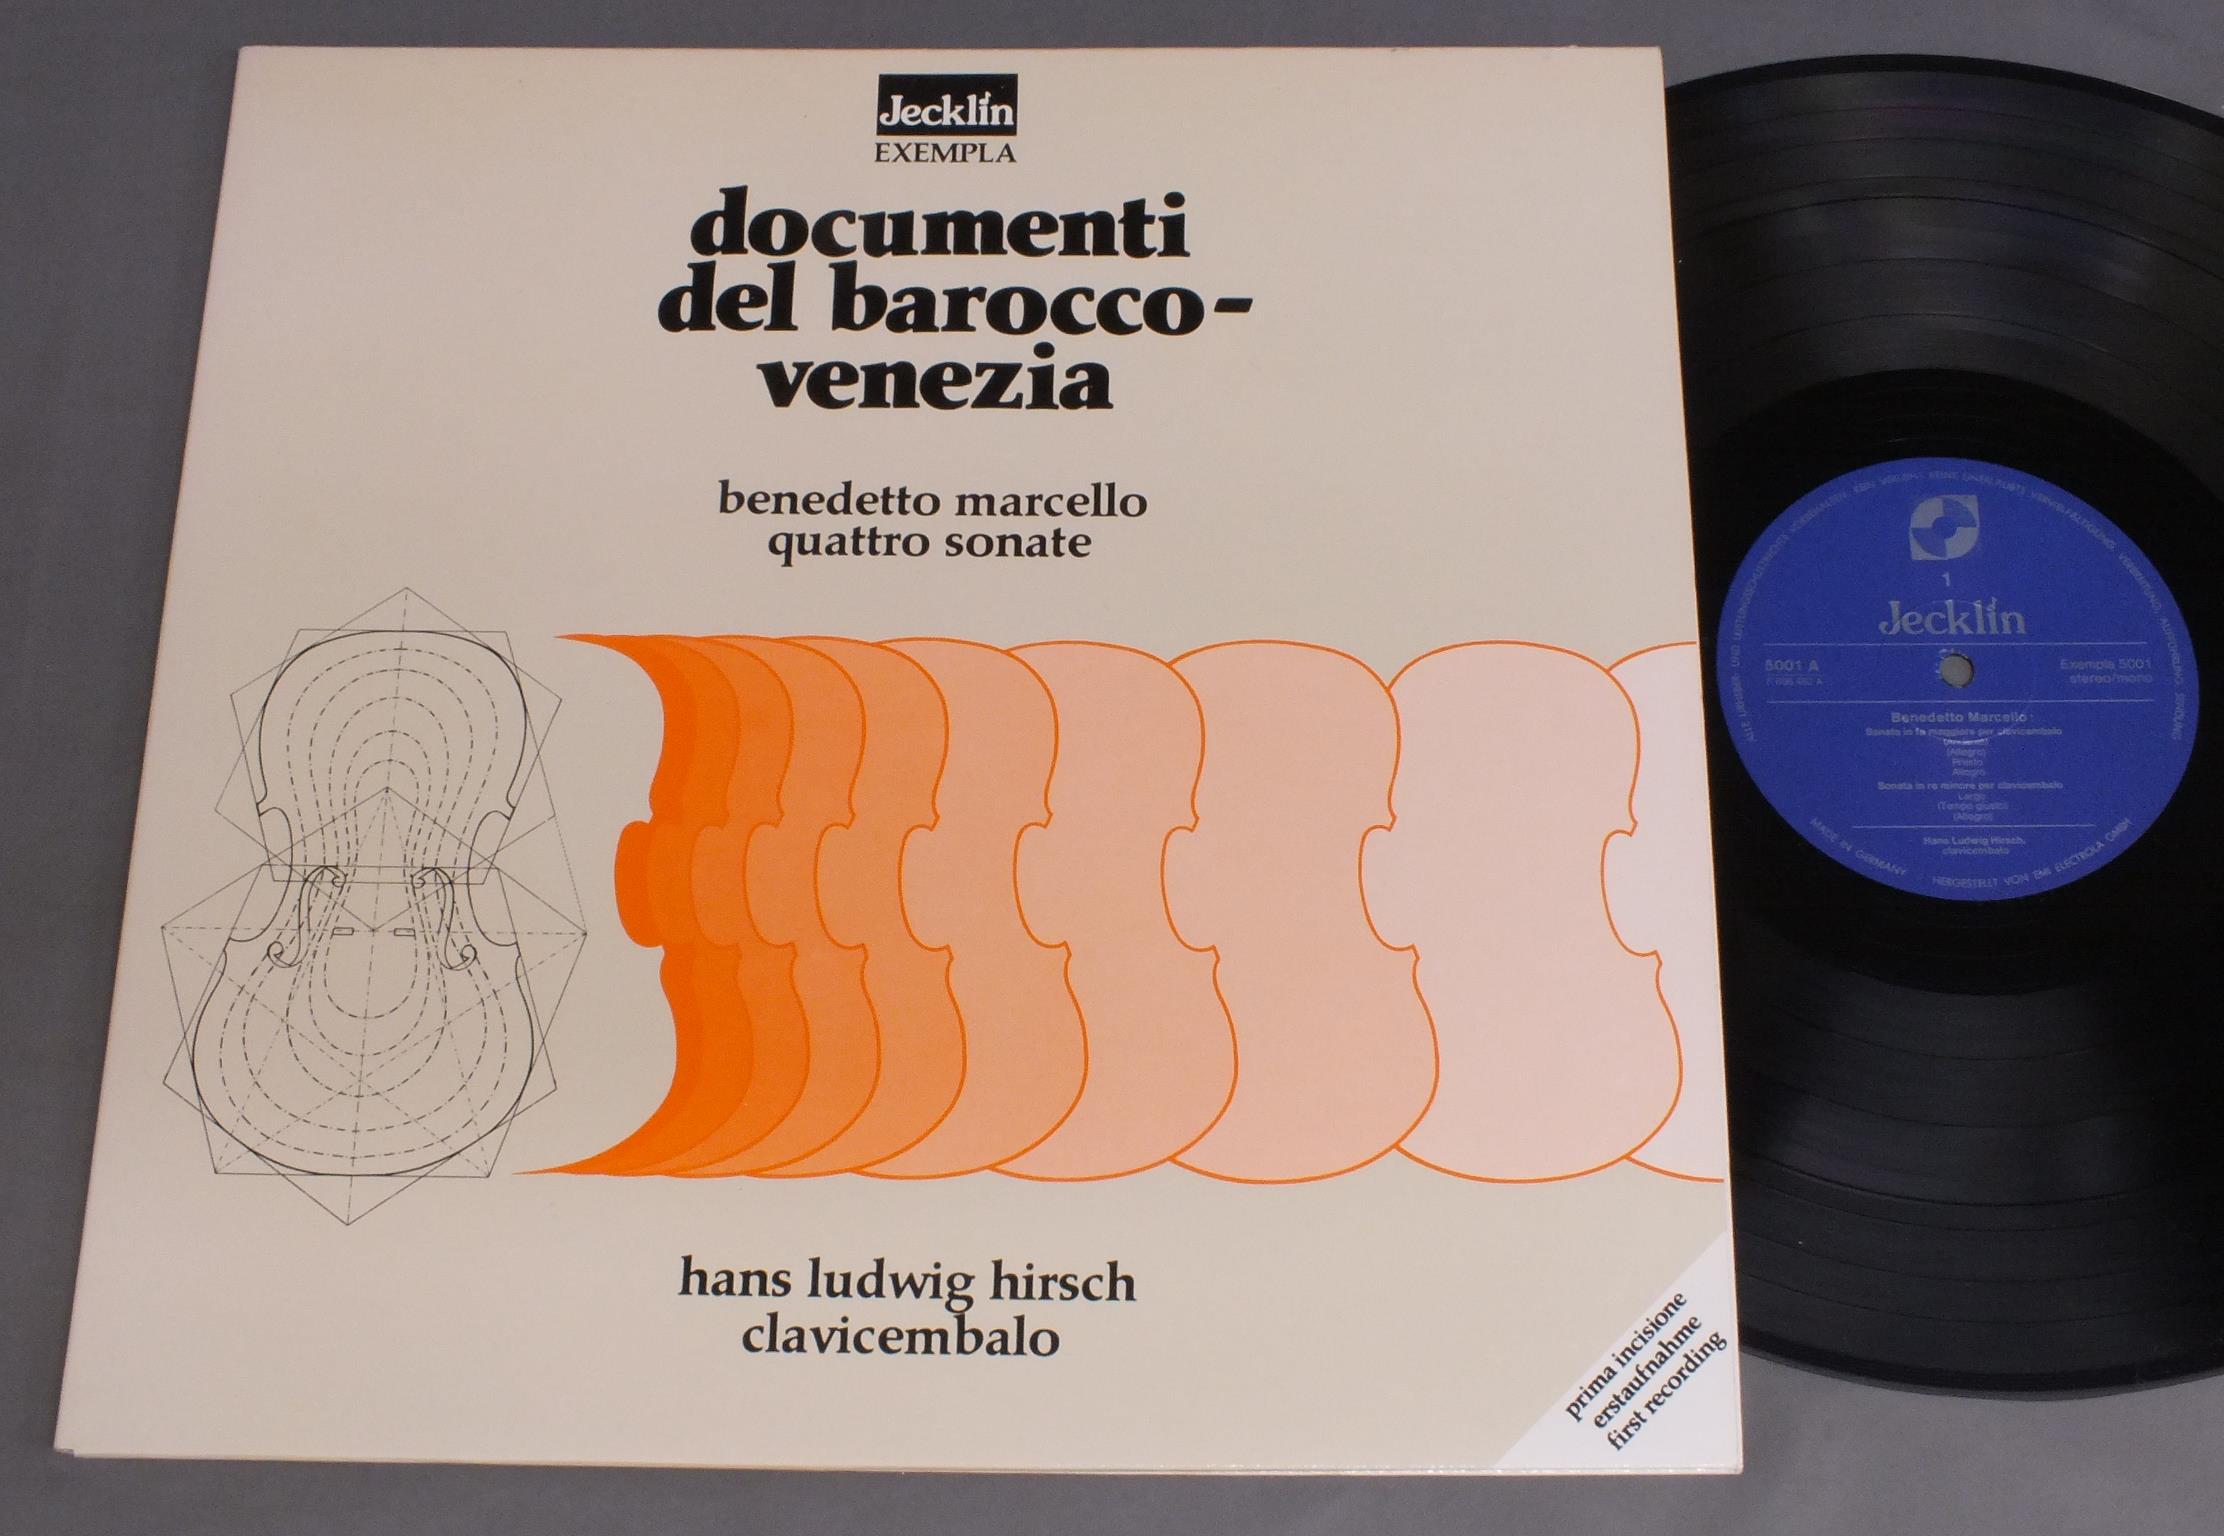 Jecklin
EXEMPLA
documenti
del barocco-
venezia
benedetto marcello
quattro sonate
hans ludwig hirsch
clavicembalo
prima incisione
erstaufnahme
first recording
1
Jecklin
5001 A
Exempla 5001
stereo/mono
Benedetto Marcello:
Sonata in fa maggiore per clavicembalo
(Allegro)
Presto
Allegro
Sonata in re minore per clavicembalo
Largo
(Tempo giusto)
(Allegro)
Hans Ludwig Hirsch,
clavicembalo
MADE IN GERMANY
HERGESTELLT VON EMI ELECTROLA GMBH